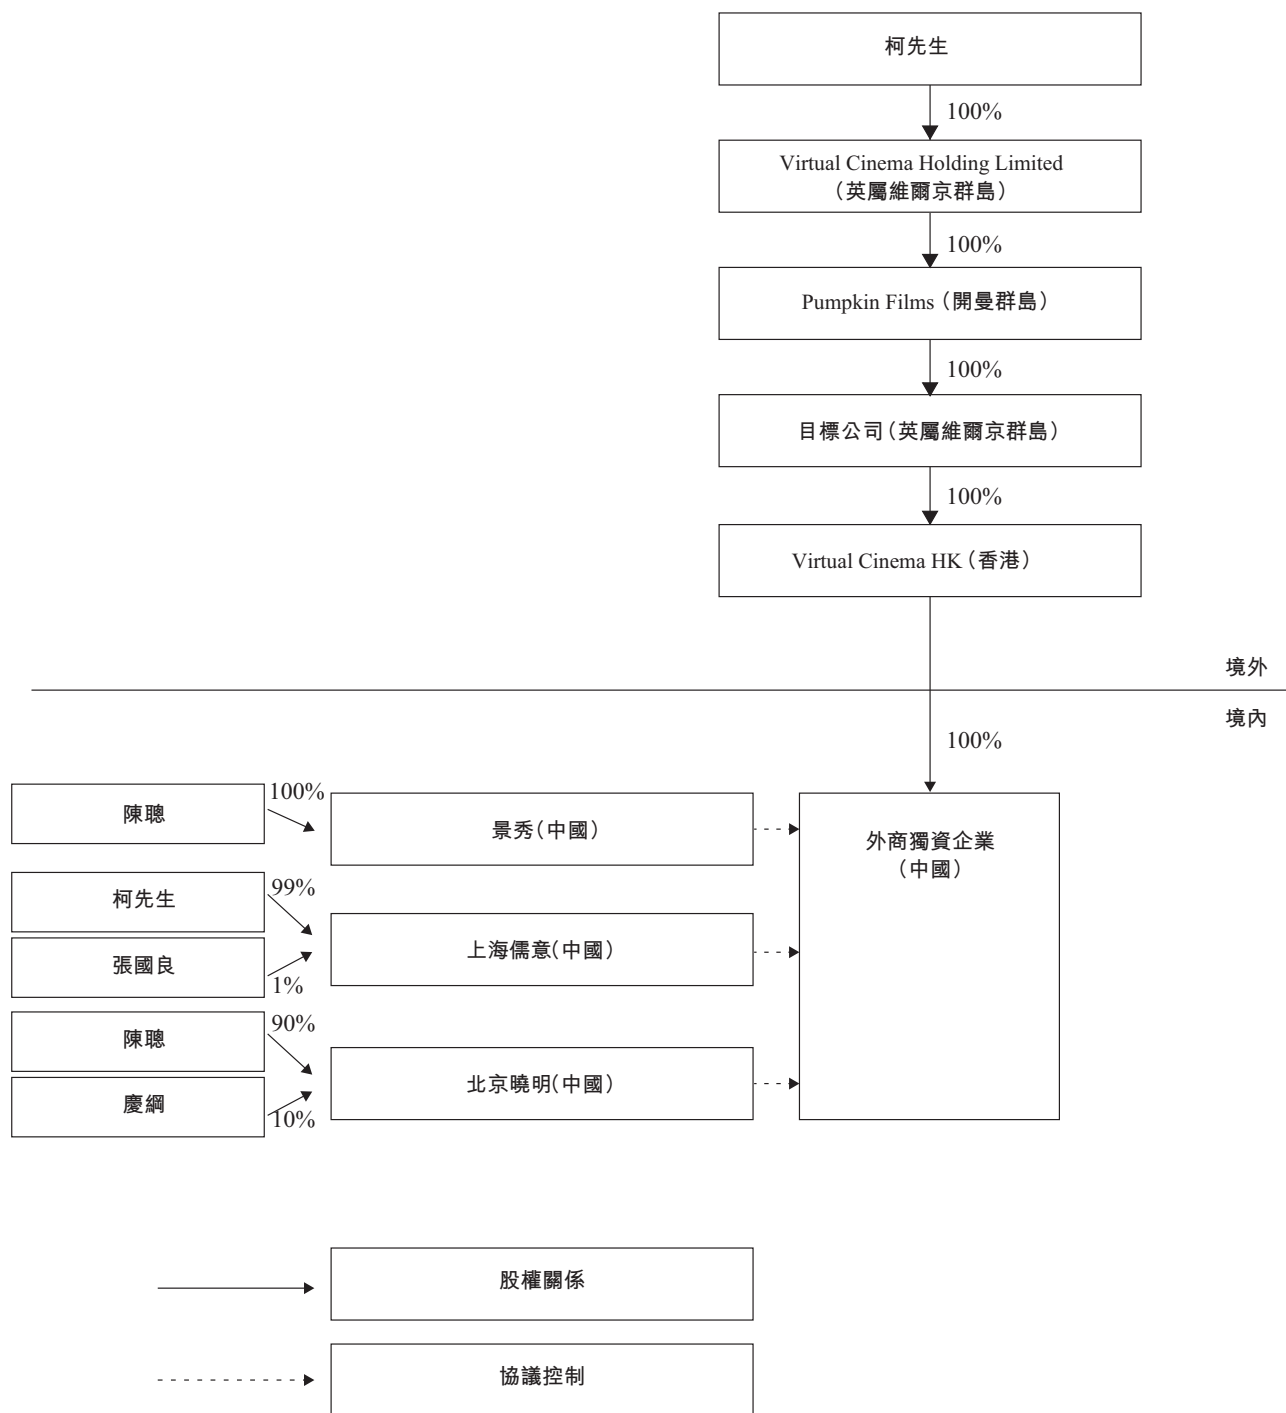 柯先生
100%
Virtual Cinema Holding Limited
（英屬維爾京群島）
100%
Pumpkin Films（開曼群島）
100%
目標公司（英屬維爾京群島）
100%
Virtual Cinema HK（香港）
境外
境內
100%
陳聰
100%
景秀（中國）
外商獨資企業
（中國）
柯先生
99%
上海儒意（中國）
張國良
1%
陳聰
90%
北京曉明（中國）
慶綱
10%
股權關係
協議控制